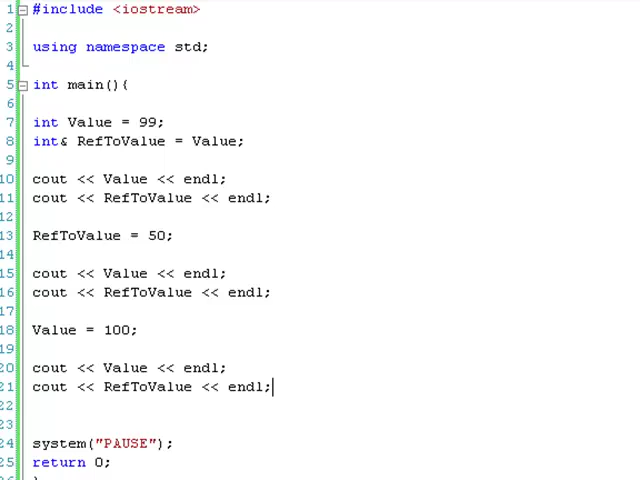 1 #include <iostream>
2
3 using namespace std;
4
5 int main(){
6
7 int Value = 99;
8 int& RefToValue = Value;
9
10 cout << Value << endl;
11 cout << RefToValue << endl;
12
13 RefToValue = 50;
14
15 cout << Value << endl;
16 cout << RefToValue << endl;
17
18 Value = 100;
19
20 cout << Value << endl;
21 cout << RefToValue << endl;
22
23
24 system("PAUSE");
25 return 0;
26 }